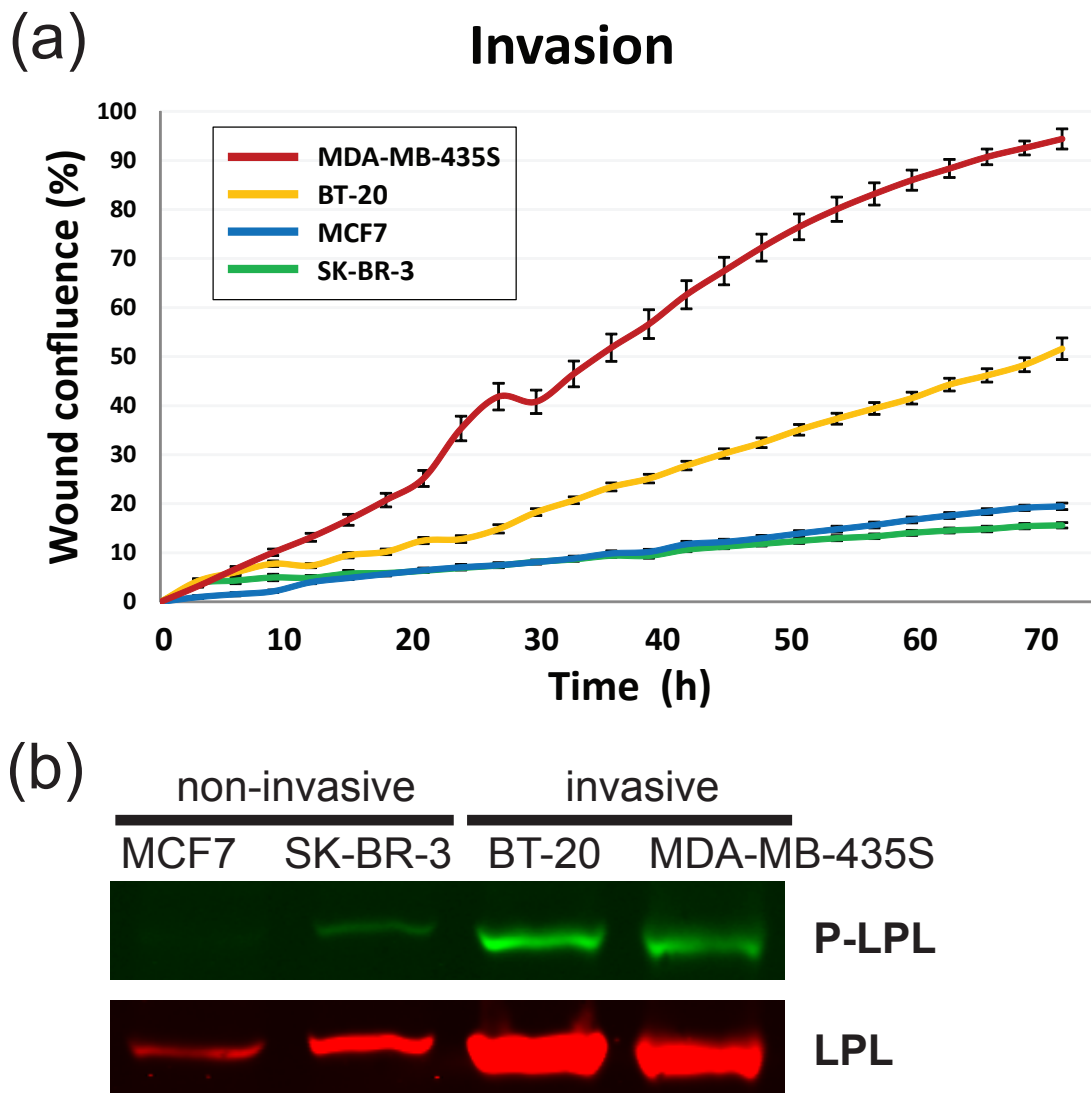 (a)
Invasion
Wound confluence (%)
100
90
80
70
60
50
40
30
20
10
0
MDA-MB-435S
BT-20
MCF7
SK-BR-3
0 10 20 30 40 50 60 70
Time (h)
(b)
non-invasive invasive
MCF7 SK-BR-3 BT-20 MDA-MB-435S
P-LPL
LPL